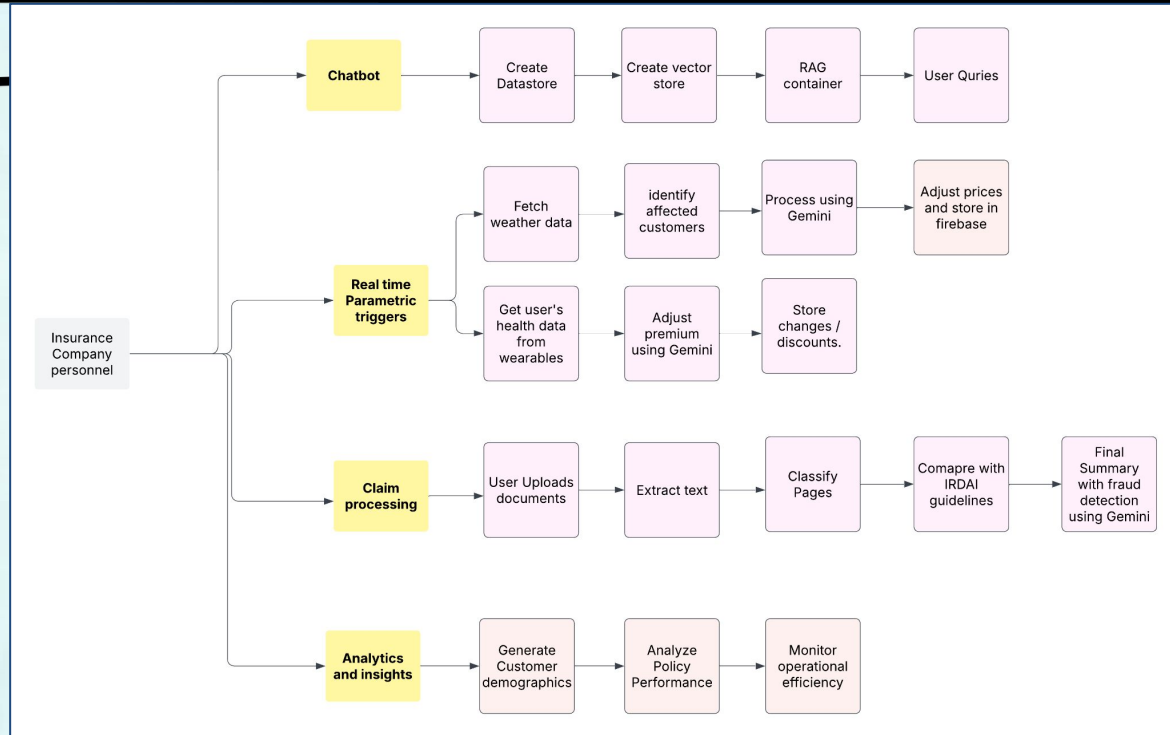 Chatbot
Create
Datastore
Create vector
store
RAG
container
User Quries
Fetch
weather data
identify
affected
customers
Process using
Gemini
Adjust prices
and store in
firebase
Real time
Parametric
triggers
Get user's
health data
from
wearables
Adjust
premium
using Gemini
Store
changes /
discounts.
Insurance
Company
personnel
Claim
processing
User Uploads
documents
Extract text
Classify
Pages
Comapre with
IRDAI
guidelines
Final
Summary
with fraud
detection
using Gemini
Analytics
and insights
Generate
Customer
demographics
Analyze
Policy
Performance
Monitor
operational
efficiency